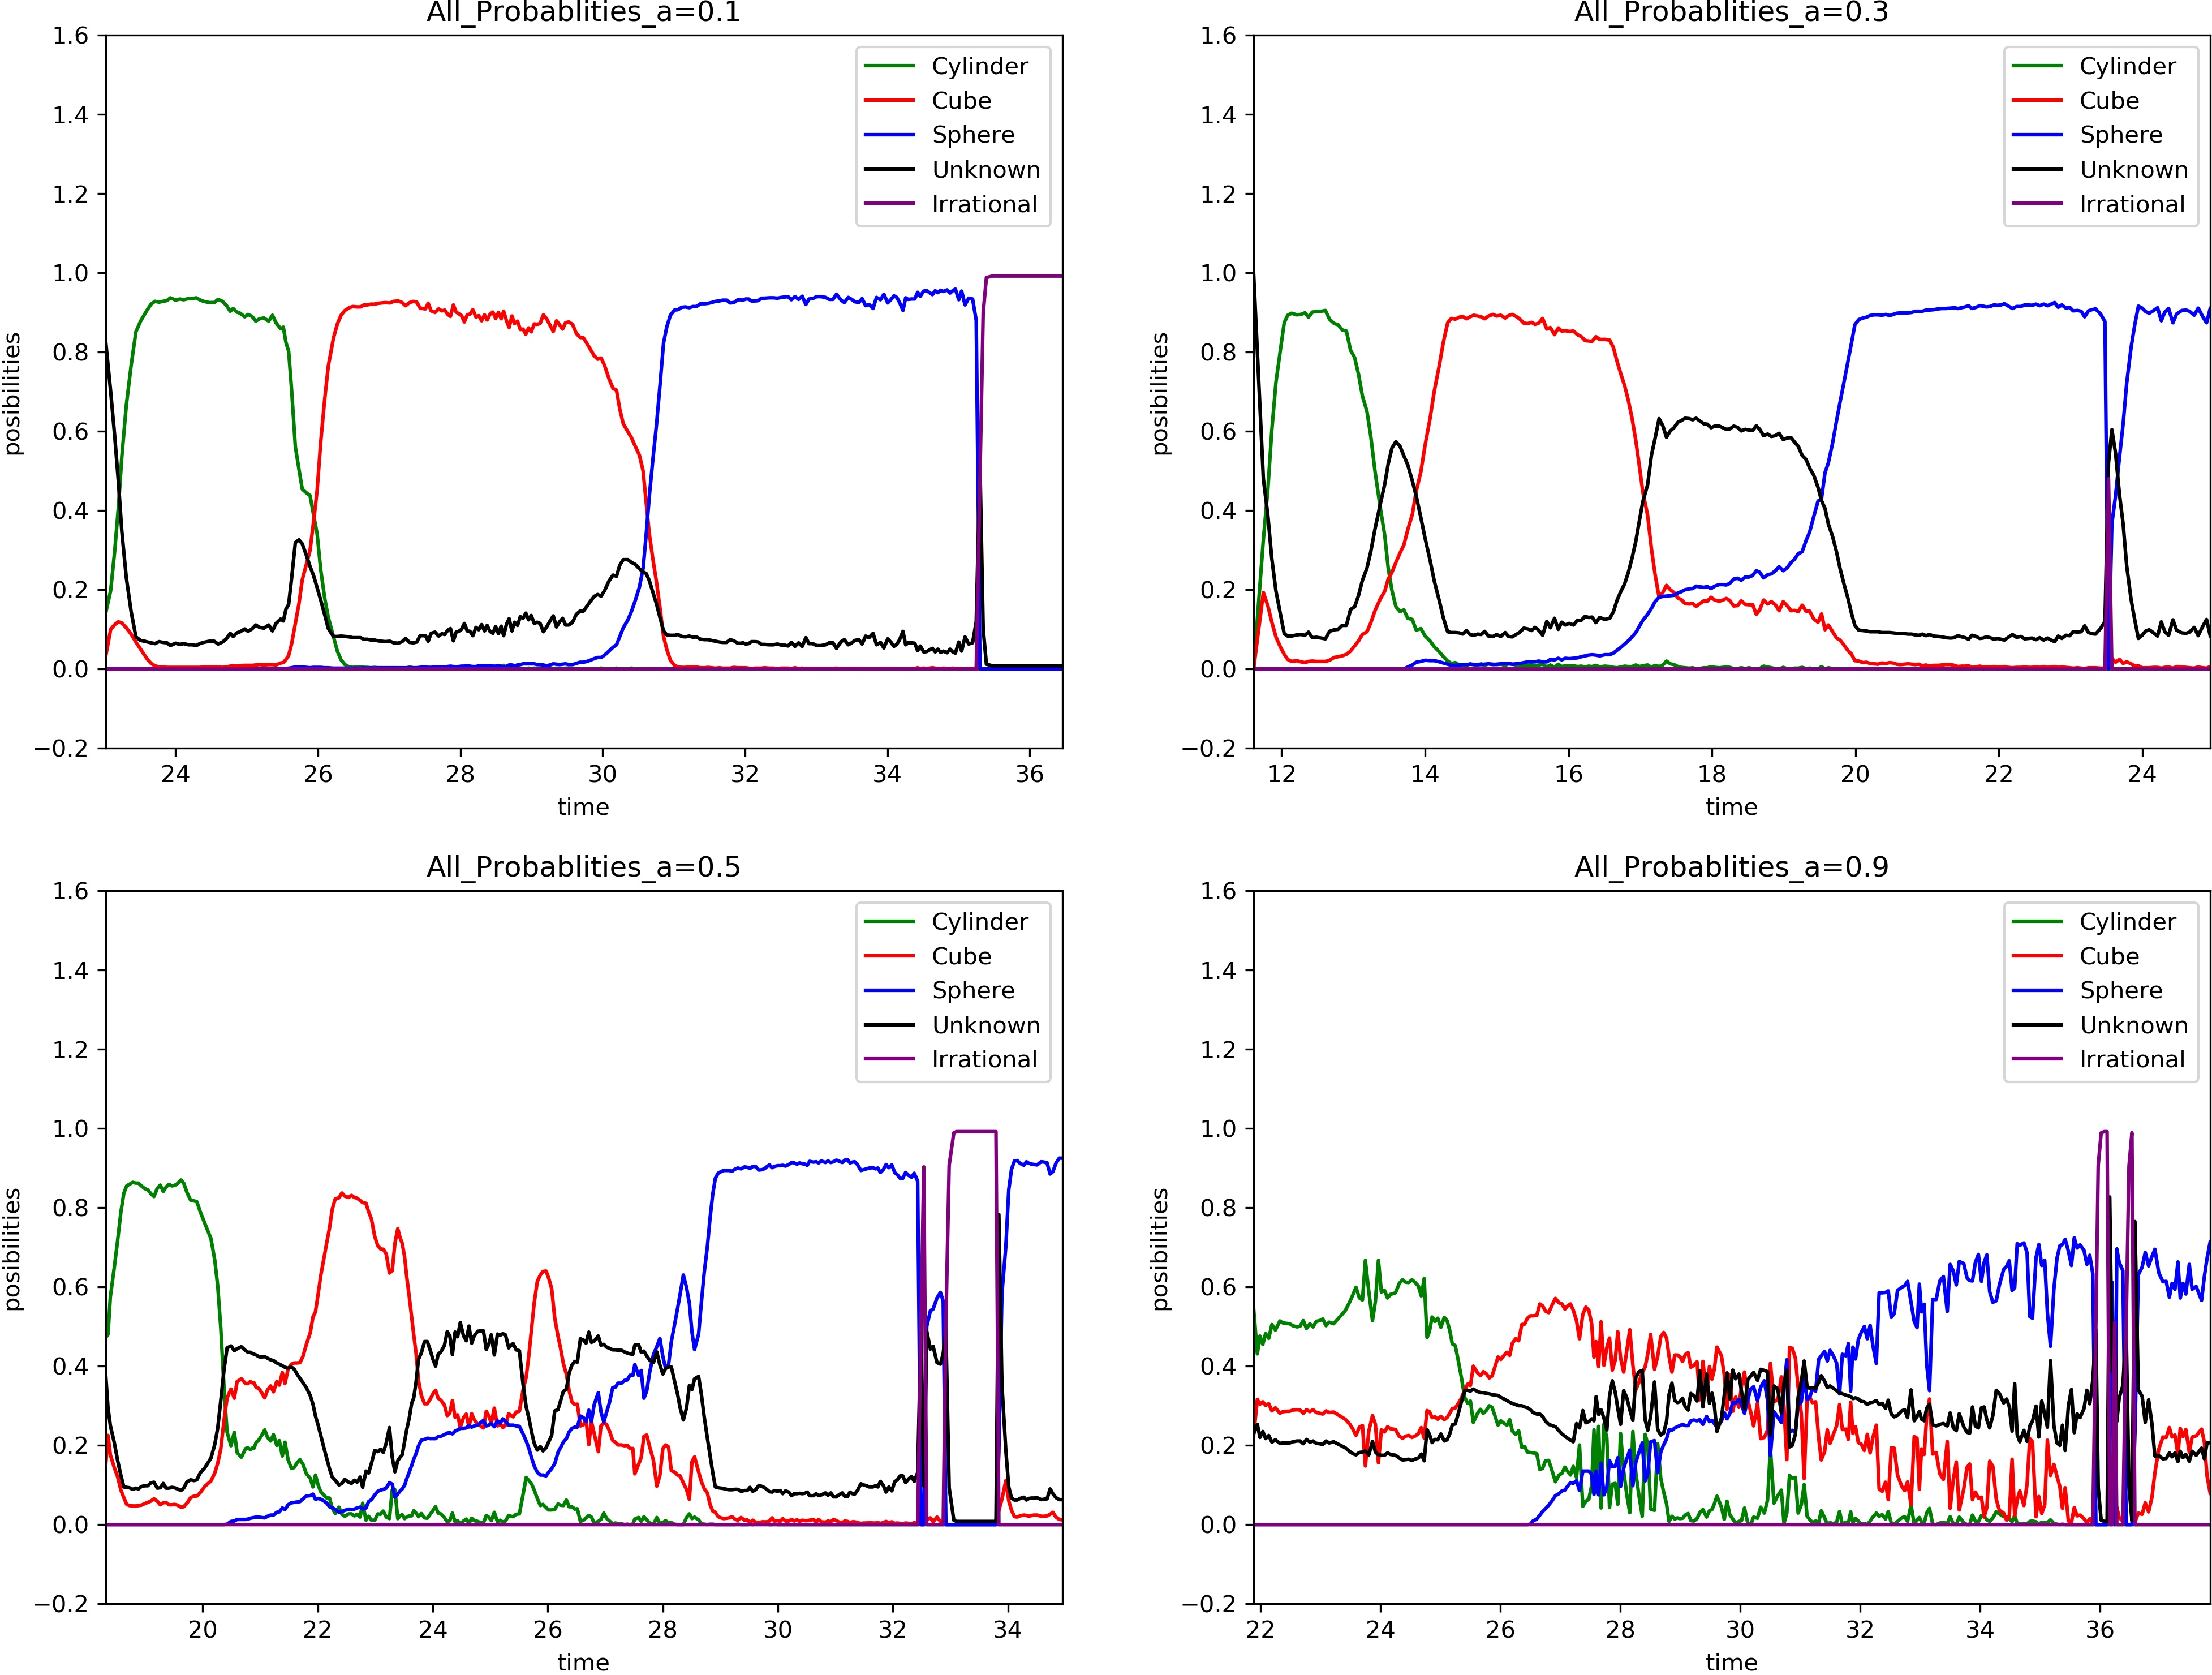 All_Probablities_a=0.1
1.6
1.4
1.2
1.0
0.8
0.6
0.4
0.2
0.0
−0.2
posibilities
24 26 28 30 32 34 36
time
Cylinder
Cube
Sphere
Unknown
Irrational
All_Probablities_a=0.3
1.6
1.4
1.2
1.0
0.8
0.6
0.4
0.2
0.0
−0.2
posibilities
12 14 16 18 20 22 24
time
Cylinder
Cube
Sphere
Unknown
Irrational
All_Probablities_a=0.5
1.6
1.4
1.2
1.0
0.8
0.6
0.4
0.2
0.0
−0.2
posibilities
20 22 24 26 28 30 32 34
time
Cylinder
Cube
Sphere
Unknown
Irrational
All_Probablities_a=0.9
1.6
1.4
1.2
1.0
0.8
0.6
0.4
0.2
0.0
−0.2
posibilities
22 24 26 28 30 32 34 36
time
Cylinder
Cube
Sphere
Unknown
Irrational